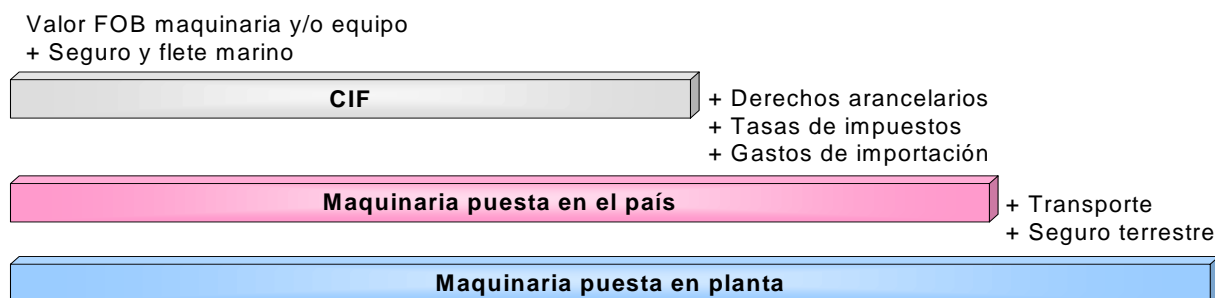 Valor FOB maquinaria y/o equipo
+ Seguro y flete marino
CIF
+ Derechos arancelarios
+ Tasas de impuestos
+ Gastos de importación
Maquinaria puesta en el país
+ Transporte
+ Seguro terrestre
Maquinaria puesta en planta